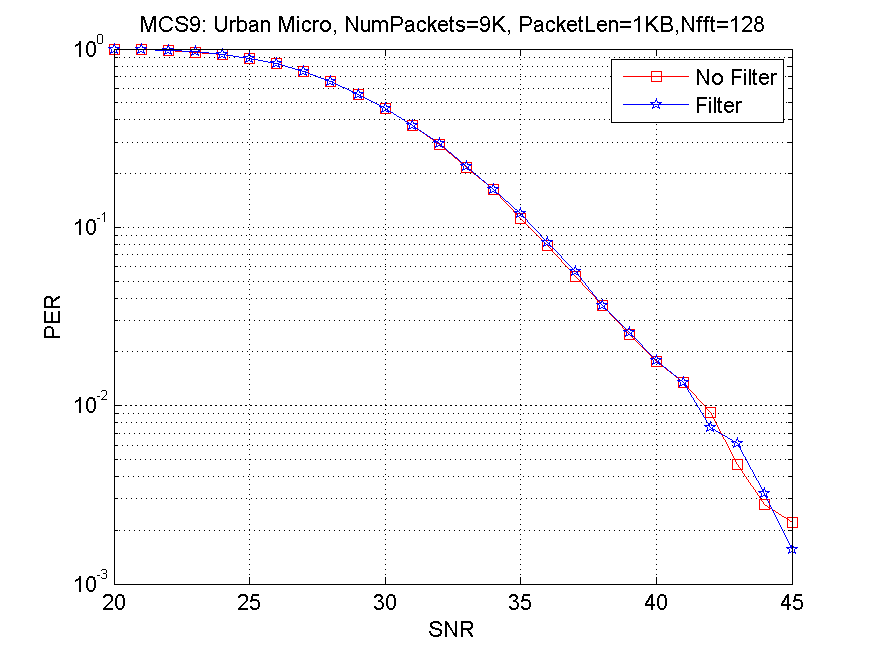 MCS9: Urban Micro, NumPackets=9K, PacketLen=1KB,Nfft=128
No Filter
Filter
10^0
10^-1
10^-2
10^-3
PER
20 25 30 35 40 45
SNR